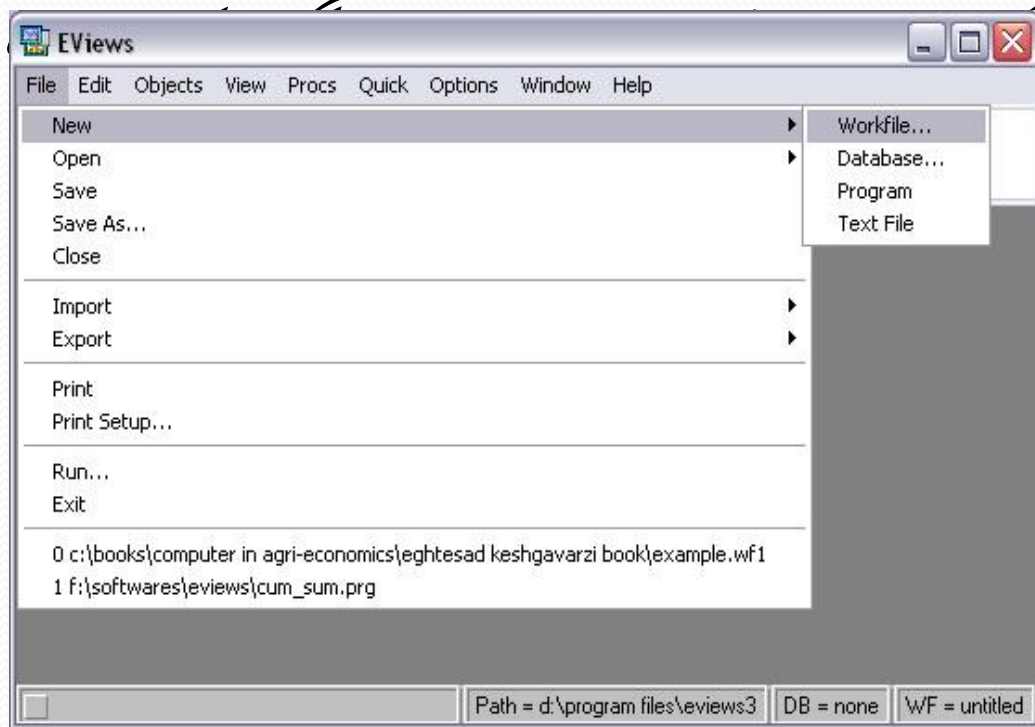 EViews
File Edit Objects View Procs Quick Options Window Help
New Workfile...
Open Database...
Save Program
Save As... Text File
Close
Import
Export
Print
Print Setup...
Run...
Exit
0 c:\books\computer in agri-economics\eghtesad keshgavarzi book\example.wf1
1 f:\softwares\eviews\cum_sum.prg
Path = d:\program files\eviews3 DB = none WF = untitled